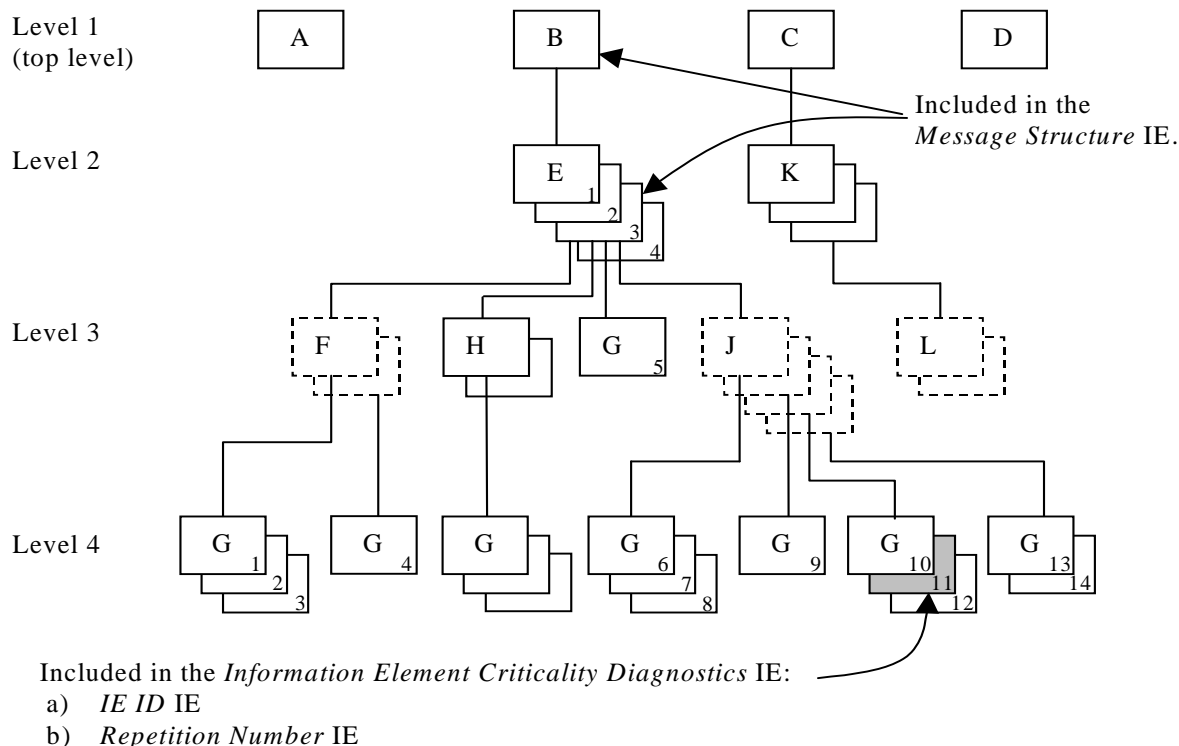 Level 1
(top level)
A
B
C
D
Included in the
Message Structure IE.
Level 2
E
1
2
3
4
K
Level 3
F
H
G
5
J
L
Level 4
G
1
2
3
G
4
G
G
6
7
8
G
9
G
10
11
12
G
13
14
Included in the Information Element Criticality Diagnostics IE:
a) IE ID IE
b) Repetition Number IE